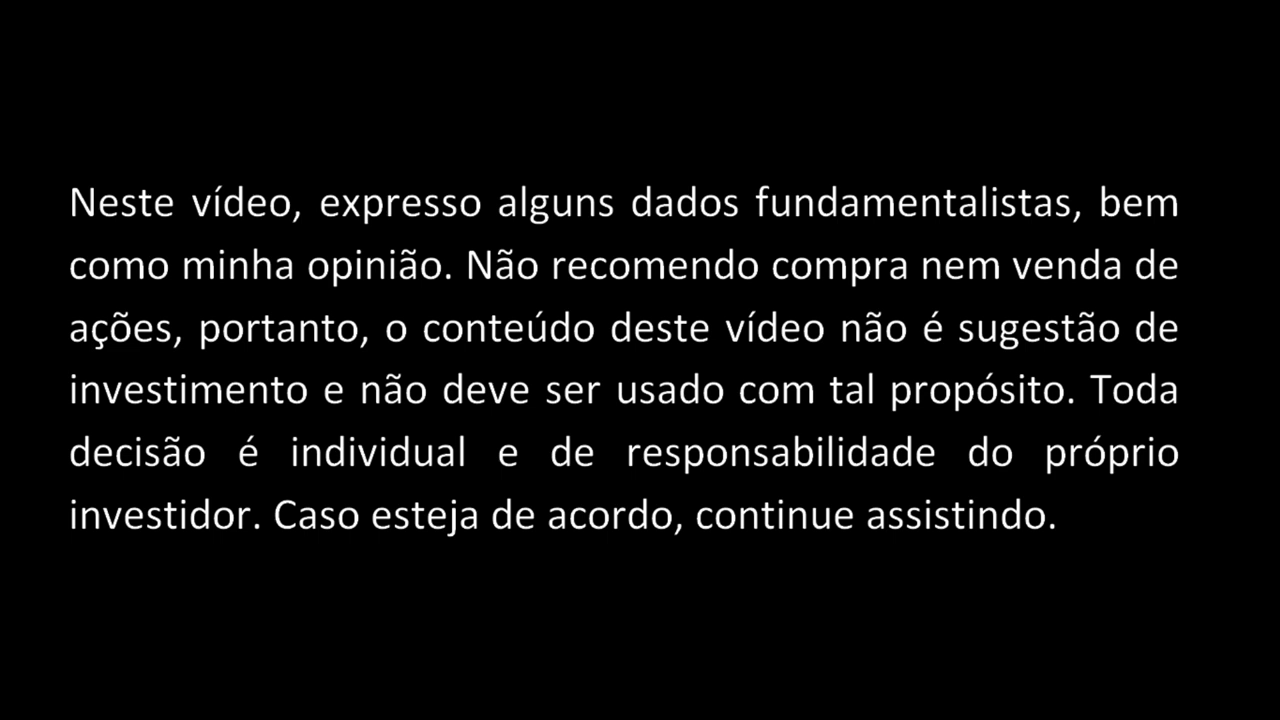 Neste vídeo, expresso alguns dados fundamentalistas, bem
como minha opinião. Não recomendo compra nem venda de
ações, portanto, o conteúdo deste vídeo não é sugestão de
investimento e não deve ser usado com tal propósito. Toda
decisão é individual e de responsabilidade do próprio
investidor. Caso esteja de acordo, continue assistindo.